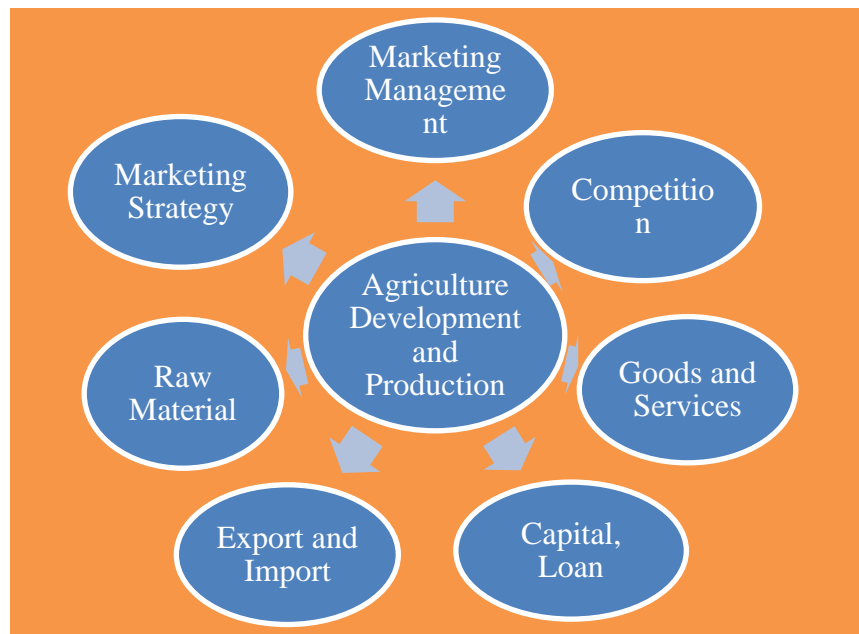 Marketing
Manageme
nt
Marketing
Strategy
Competitio
n
Agriculture
Development
and
Production
Raw
Material
Goods and
Services
Export and
Import
Capital,
Loan